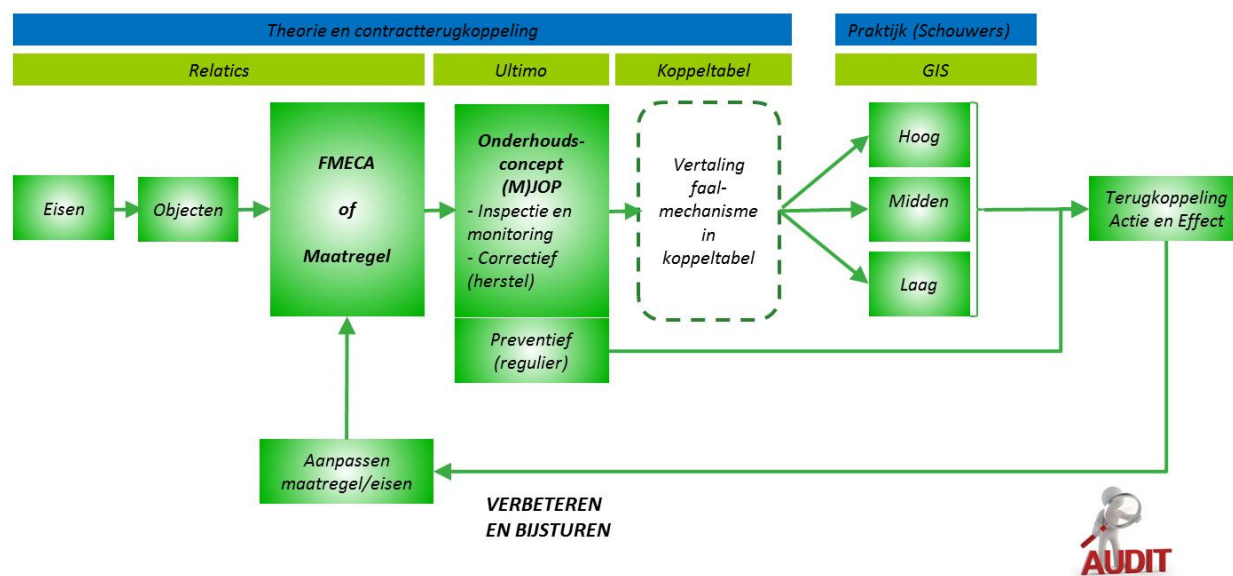 Theorie en contractterugkoppeling
Praktijk (Schouwers)
Relatics
Ultimo
Koppeltabel
GIS
Eisen
Objecten
FMECA
of
Maatregel
Onderhouds-
concept
(M)JOP
- Inspectie en
monitoring
- Correctief
(herstel)
Preventief
(regulier)
Vertaling
faal-
mechanisme
in
koppeltabel
Hoog
Midden
Laag
Terugkoppeling
Actie en Effect
Aanpassen
maatregel/eisen
VERBETEREN
EN BIJSTUREN
AUDIT